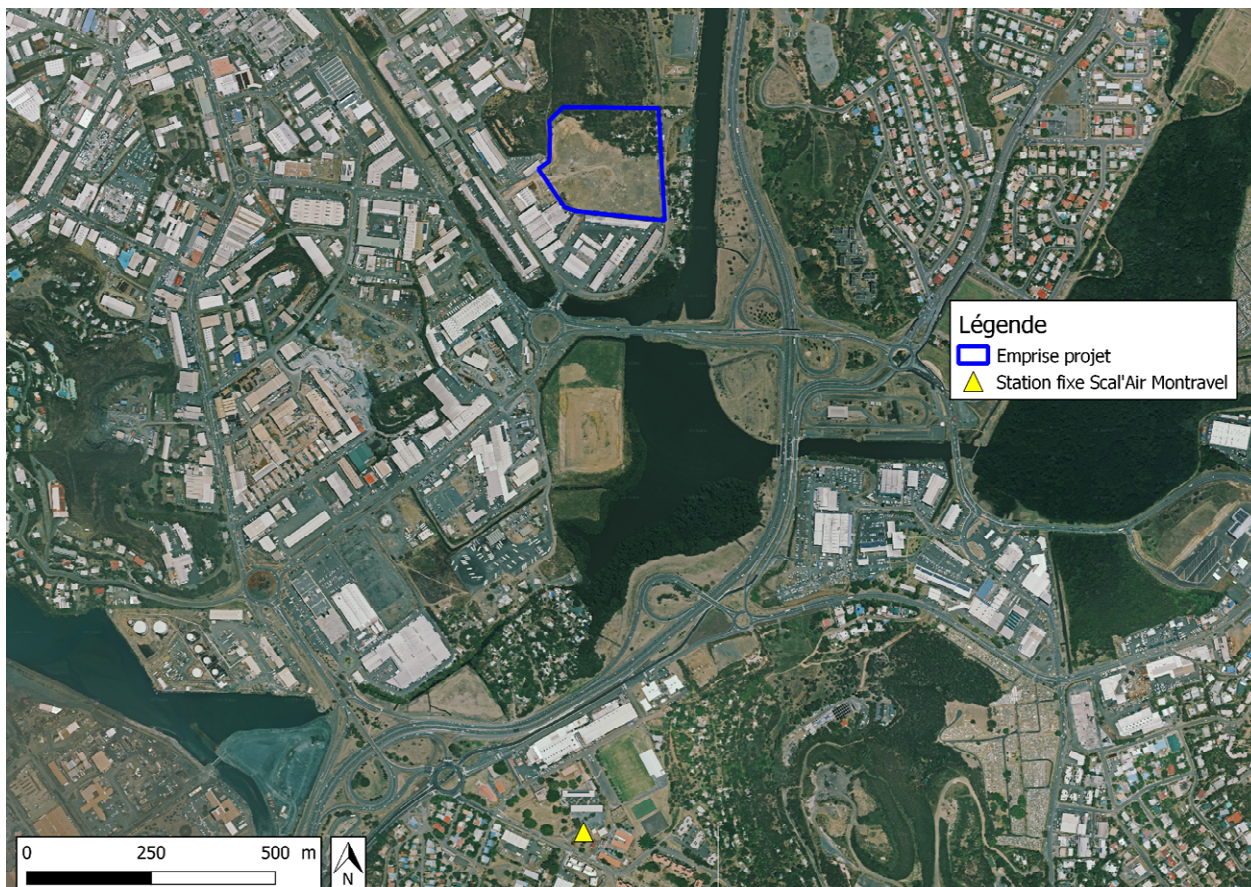 Légende
Emprise projet
Station fixe Scal'Air Montravel
0 250 500 m
N